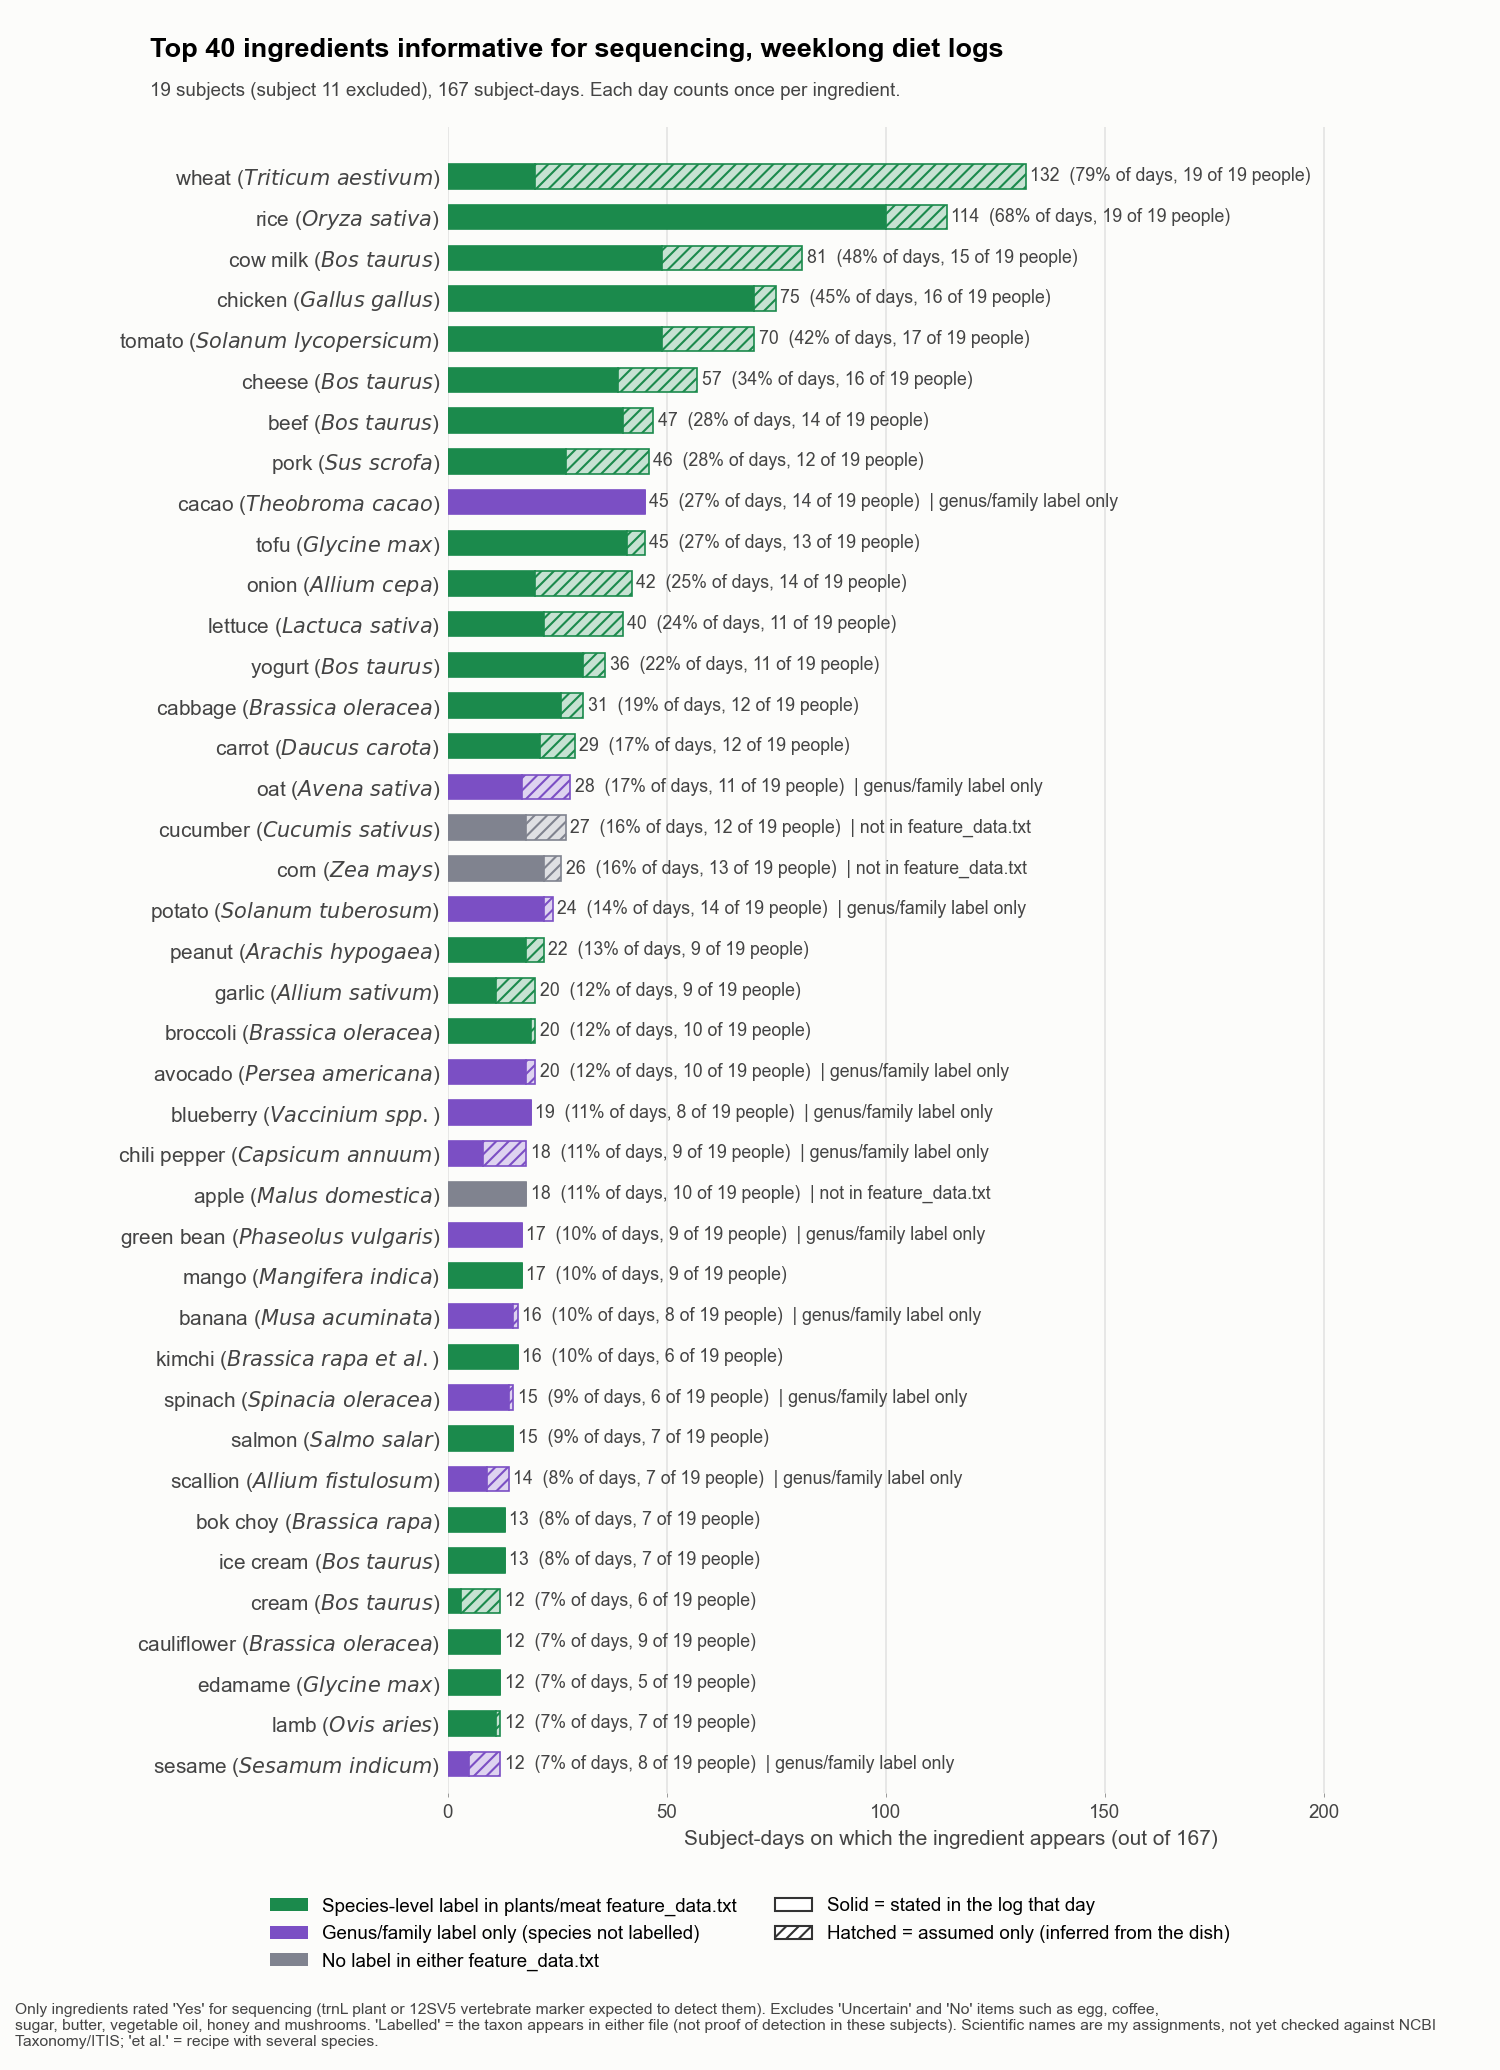 Top 40 ingredients informative for sequencing, weeklong diet logs
19 subjects (subject 11 excluded), 167 subject-days. Each day counts once per ingredient.
wheat (Triticum aestivum) 132 (79% of days, 19 of 19 people)
rice (Oryza sativa) 114 (68% of days, 19 of 19 people)
cow milk (Bos taurus) 81 (48% of days, 15 of 19 people)
chicken (Gallus gallus) 75 (45% of days, 16 of 19 people)
tomato (Solanum lycopersicum) 70 (42% of days, 17 of 19 people)
cheese (Bos taurus) 57 (34% of days, 16 of 19 people)
beef (Bos taurus) 47 (28% of days, 14 of 19 people)
pork (Sus scrofa) 46 (28% of days, 12 of 19 people)
cacao (Theobroma cacao) 45 (27% of days, 14 of 19 people) | genus/family label only
tofu (Glycine max) 45 (27% of days, 13 of 19 people)
onion (Allium cepa) 42 (25% of days, 14 of 19 people)
lettuce (Lactuca sativa) 40 (24% of days, 11 of 19 people)
yogurt (Bos taurus) 36 (22% of days, 11 of 19 people)
cabbage (Brassica oleracea) 31 (19% of days, 12 of 19 people)
carrot (Daucus carota) 29 (17% of days, 12 of 19 people)
oat (Avena sativa) 28 (17% of days, 11 of 19 people) | genus/family label only
cucumber (Cucumis sativus) 27 (16% of days, 12 of 19 people) | not in feature_data.txt
corn (Zea mays) 26 (16% of days, 13 of 19 people) | not in feature_data.txt
potato (Solanum tuberosum) 24 (14% of days, 14 of 19 people) | genus/family label only
peanut (Arachis hypogaea) 22 (13% of days, 9 of 19 people)
garlic (Allium sativum) 20 (12% of days, 9 of 19 people)
broccoli (Brassica oleracea) 20 (12% of days, 10 of 19 people)
avocado (Persea americana) 20 (12% of days, 10 of 19 people) | genus/family label only
blueberry (Vaccinium spp.) 19 (11% of days, 8 of 19 people) | genus/family label only
chili pepper (Capsicum annuum) 18 (11% of days, 9 of 19 people) | genus/family label only
apple (Malus domestica) 18 (11% of days, 10 of 19 people) | not in feature_data.txt
green bean (Phaseolus vulgaris) 17 (10% of days, 9 of 19 people) | genus/family label only
mango (Mangifera indica) 17 (10% of days, 9 of 19 people)
banana (Musa acuminata) 16 (10% of days, 8 of 19 people) | genus/family label only
kimchi (Brassica rapa et al.) 16 (10% of days, 6 of 19 people)
spinach (Spinacia oleracea) 15 (9% of days, 6 of 19 people) | genus/family label only
salmon (Salmo salar) 15 (9% of days, 7 of 19 people)
scallion (Allium fistulosum) 14 (8% of days, 7 of 19 people) | genus/family label only
bok choy (Brassica rapa) 13 (8% of days, 7 of 19 people)
ice cream (Bos taurus) 13 (8% of days, 7 of 19 people)
cream (Bos taurus) 12 (7% of days, 6 of 19 people)
cauliflower (Brassica oleracea) 12 (7% of days, 9 of 19 people)
edamame (Glycine max) 12 (7% of days, 5 of 19 people)
lamb (Ovis aries) 12 (7% of days, 7 of 19 people)
sesame (Sesamum indicum) 12 (7% of days, 8 of 19 people) | genus/family label only
0 50 100 150 200
Subject-days on which the ingredient appears (out of 167)
Species-level label in plants/meat feature_data.txt
Genus/family label only (species not labelled)
No label in either feature_data.txt
Solid = stated in the log that day
Hatched = assumed only (inferred from the dish)
Only ingredients rated 'Yes' for sequencing (trnL plant or 12SV5 vertebrate marker expected to detect them). Excludes 'Uncertain' and 'No' items such as egg, coffee,
sugar, butter, vegetable oil, honey and mushrooms. 'Labelled' = the taxon appears in either file (not proof of detection in these subjects). Scientific names are my assignments, not yet checked against NCBI
Taxonomy/ITIS; 'et al.' = recipe with several species.